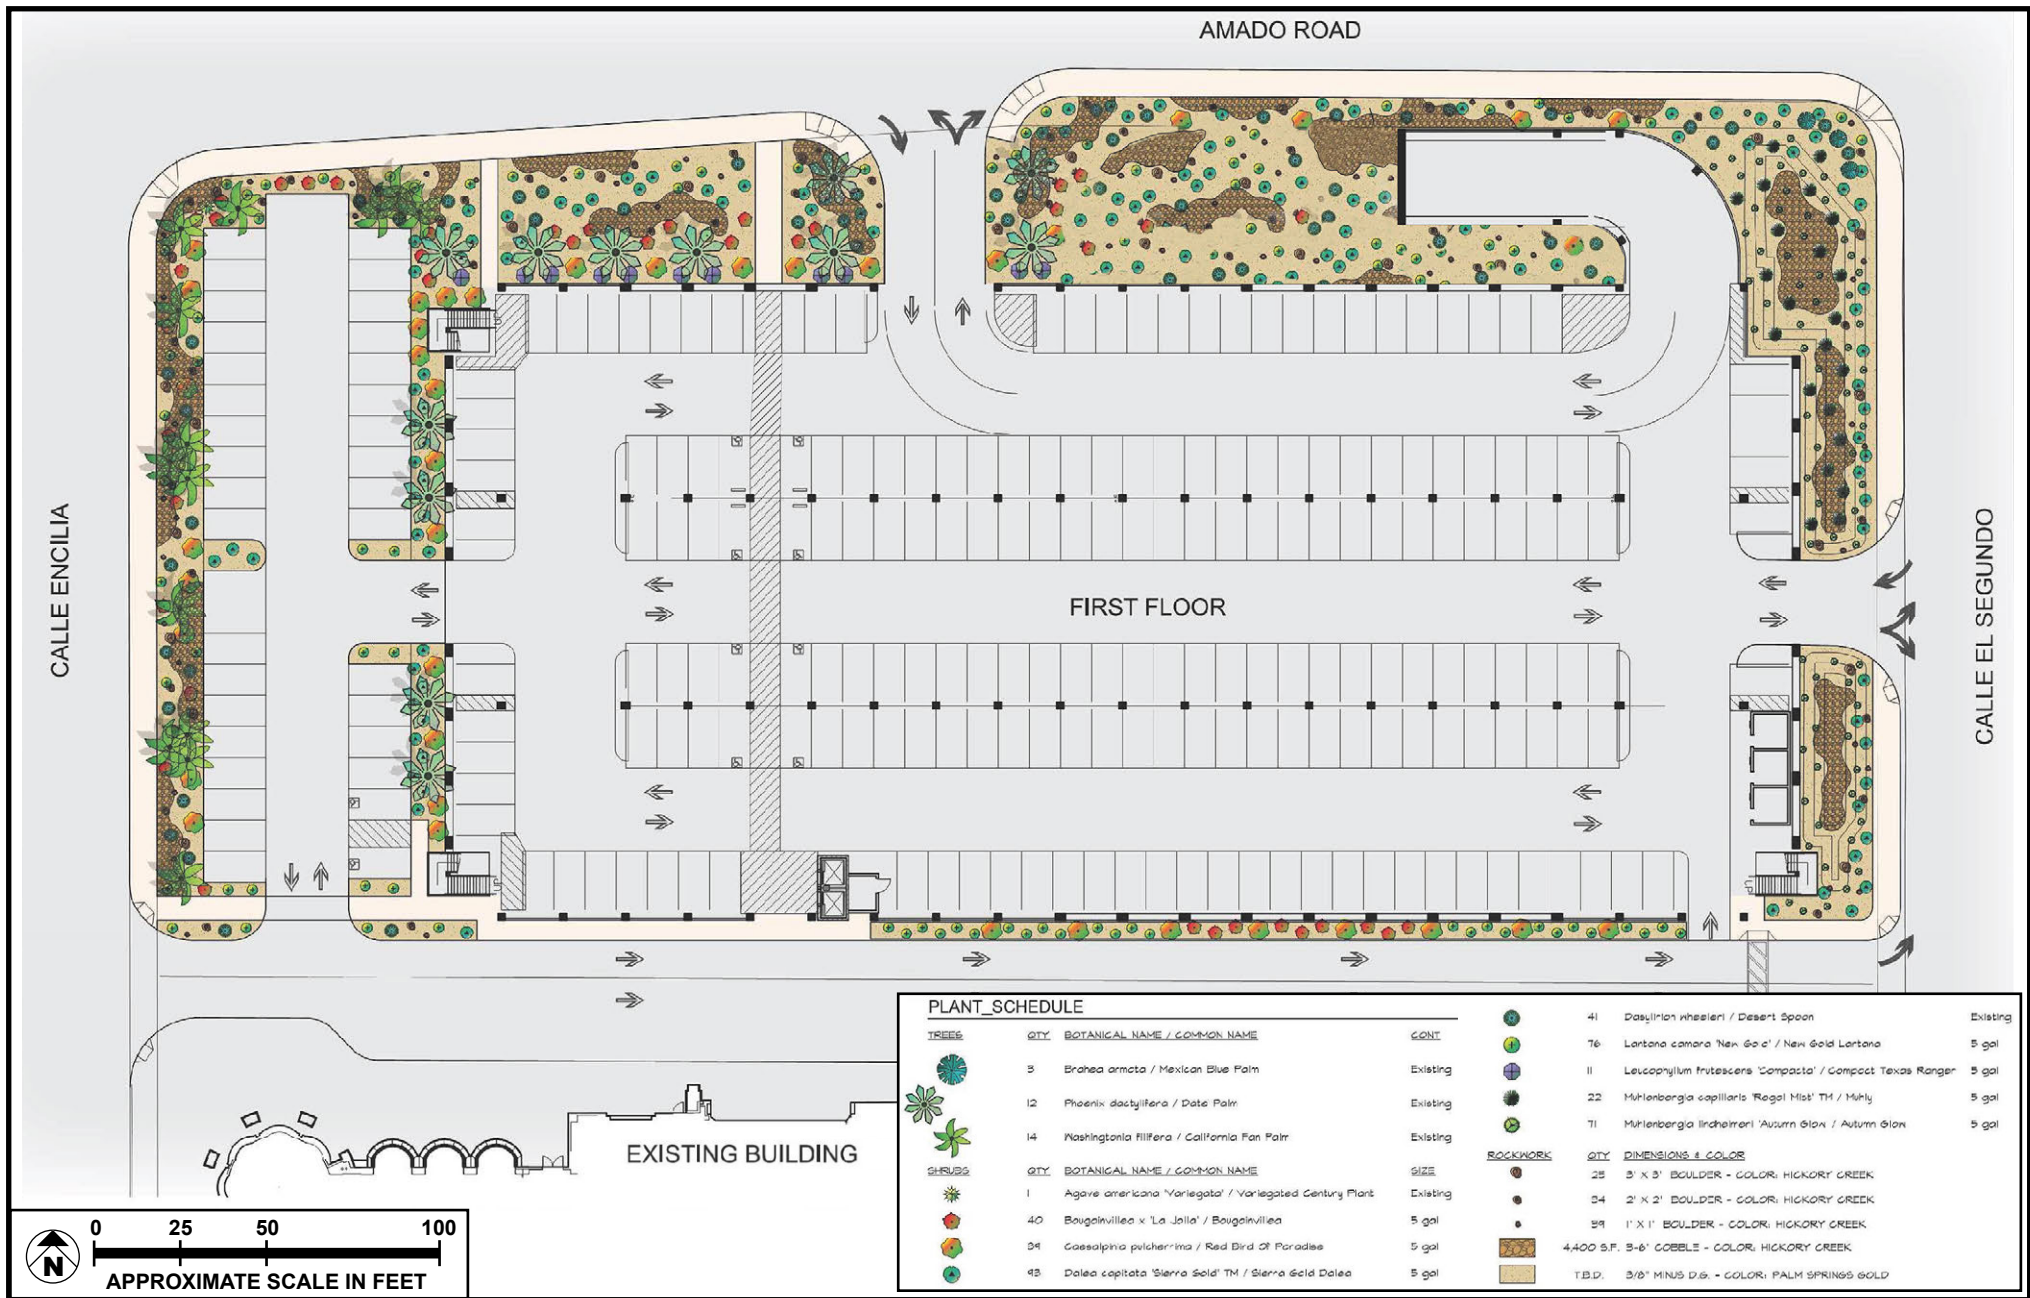 AMADO ROAD
CALLE ENCILIA
FIRST FLOOR
CALLE EL SEGUNDO
EXISTING BUILDING
0 25 50 100
N
APPROXIMATE SCALE IN FEET
PLANT_SCHEDULE
TREES QTY BOTANICAL NAME / COMMON NAME CONT
3 Brahea armata / Mexican Blue Palm Existing
12 Phoenix dactylifera / Date Palm Existing
14 Washingtonia filifera / California Fan Palm Existing
SHRUBS QTY BOTANICAL NAME / COMMON NAME SIZE
1 Agave americana 'Variegata' / Variegated Century Plant Existing
40 Bougainvillea x 'La Jolla' / Bougainvillea 5 gal
39 Caesalpinia pulcherrima / Red Bird Of Paradise 5 gal
93 Dalea capitata 'Sierra Gold' TM / Sierra Gold Dalea 5 gal
41 Dasylirion wheeleri / Desert Spoon Existing
76 Lantana camara 'New Gold' / New Gold Lantana 5 gal
11 Leucophyllum frutescens 'Compacta' / Compact Texas Ranger 5 gal
22 Muhlenbergia capillaris 'Regal Mist' TM / Muhly 5 gal
71 Muhlenbergia lindheimeri 'Autumn Glow / Autumn Glow 5 gal
ROCKWORK QTY DIMENSIONS & COLOR
25 3' X 3' BOULDER - COLOR: HICKORY CREEK
34 2' X 2' BOULDER - COLOR: HICKORY CREEK
39 1' X 1' BOULDER - COLOR: HICKORY CREEK
4,400 S.F. 3-6" COBBLE - COLOR: HICKORY CREEK
T.B.D. 3/8" MINUS D.G. - COLOR: PALM SPRINGS GOLD